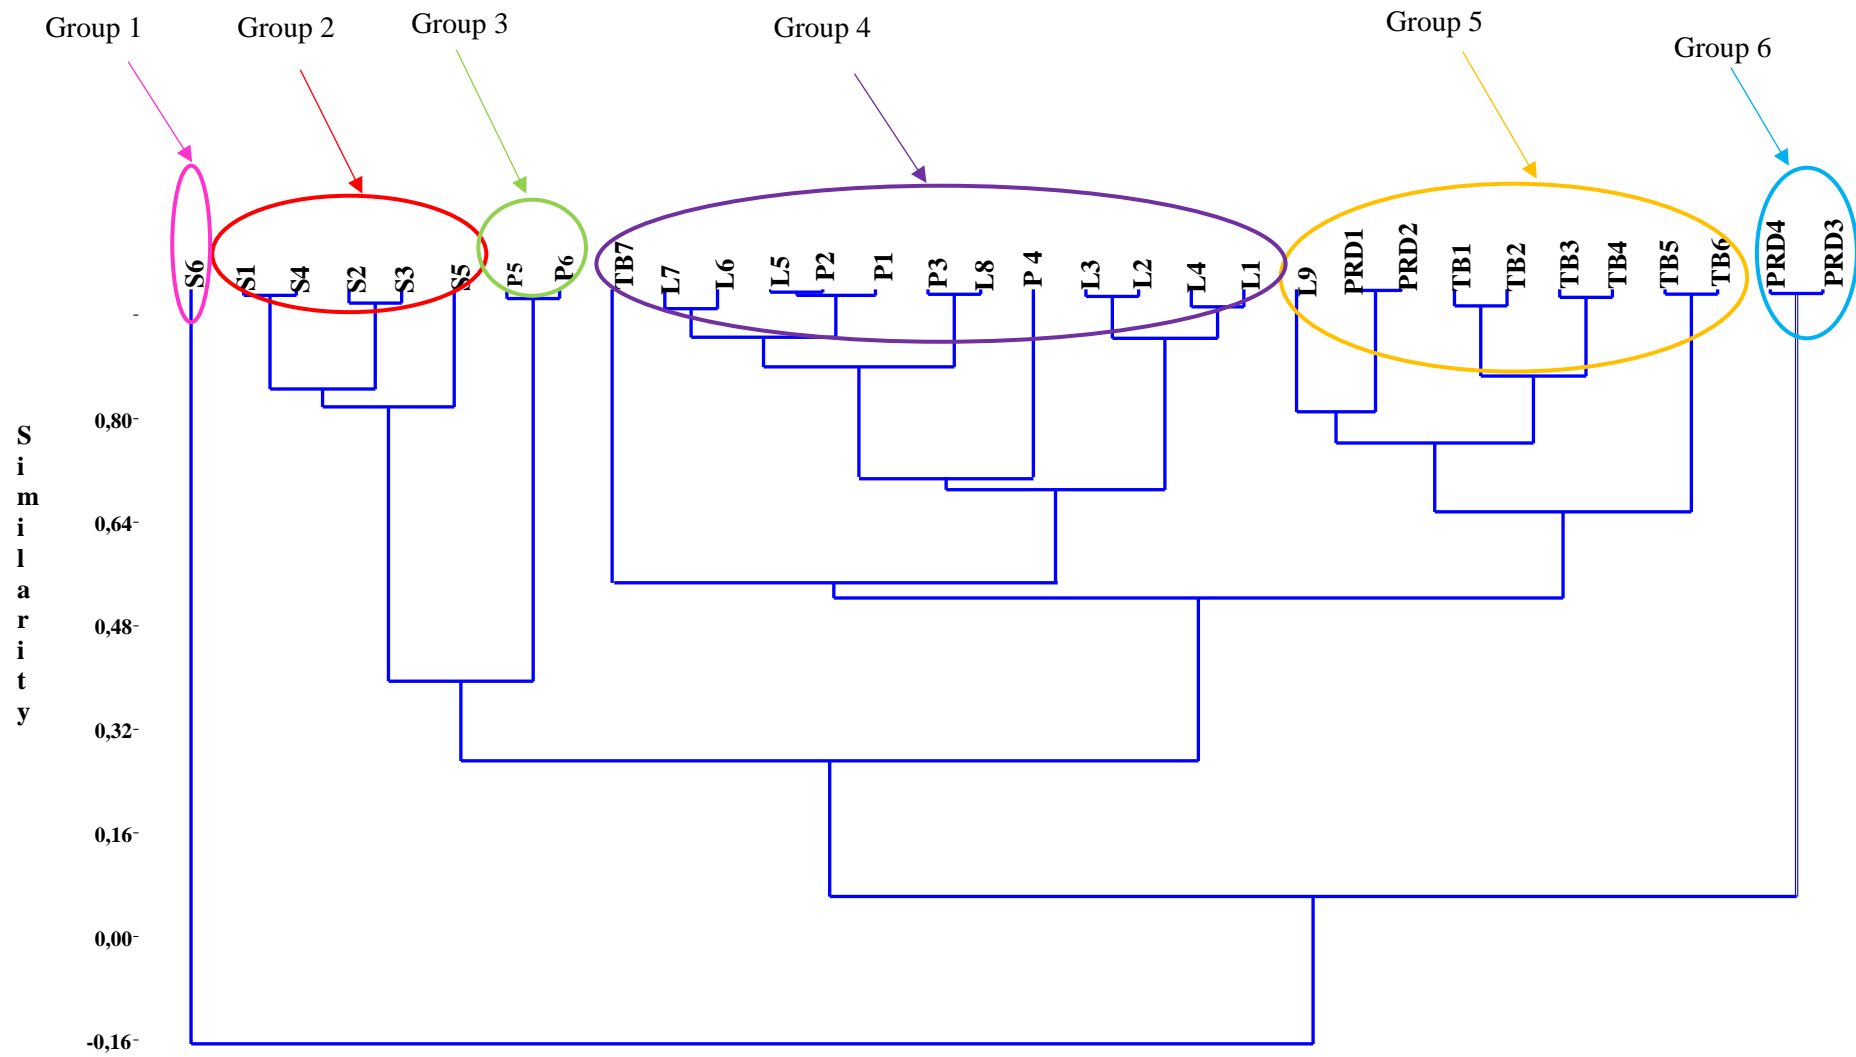 Group 1
Group 2
Group 3
Group 4
Group 5
Group 6
S6
S1
S4
S2
S3
S5
P5
P6
TB7
L7
L6
L5
P2
P1
P3
L8
P 4
L3
L2
L4
L1
L9
PRD1
PRD2
TB1
TB2
TB3
TB4
TB5
TB6
PRD4
PRD3
Similarity
0,80
0,64
0,48
0,32
0,16
0,00
-0,16